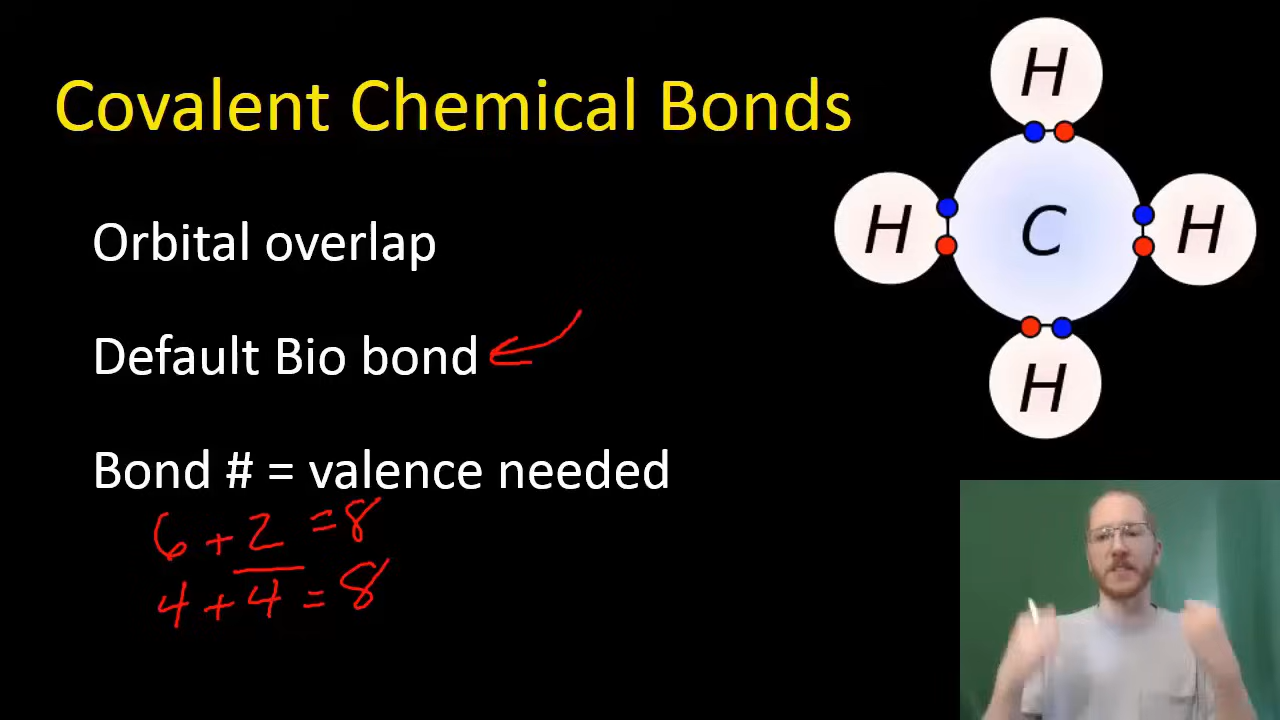 Covalent Chemical Bonds
Orbital overlap
Default Bio bond
Bond # = valence needed
6 + 2 = 8
4 + 4 = 8
H
H C H
H